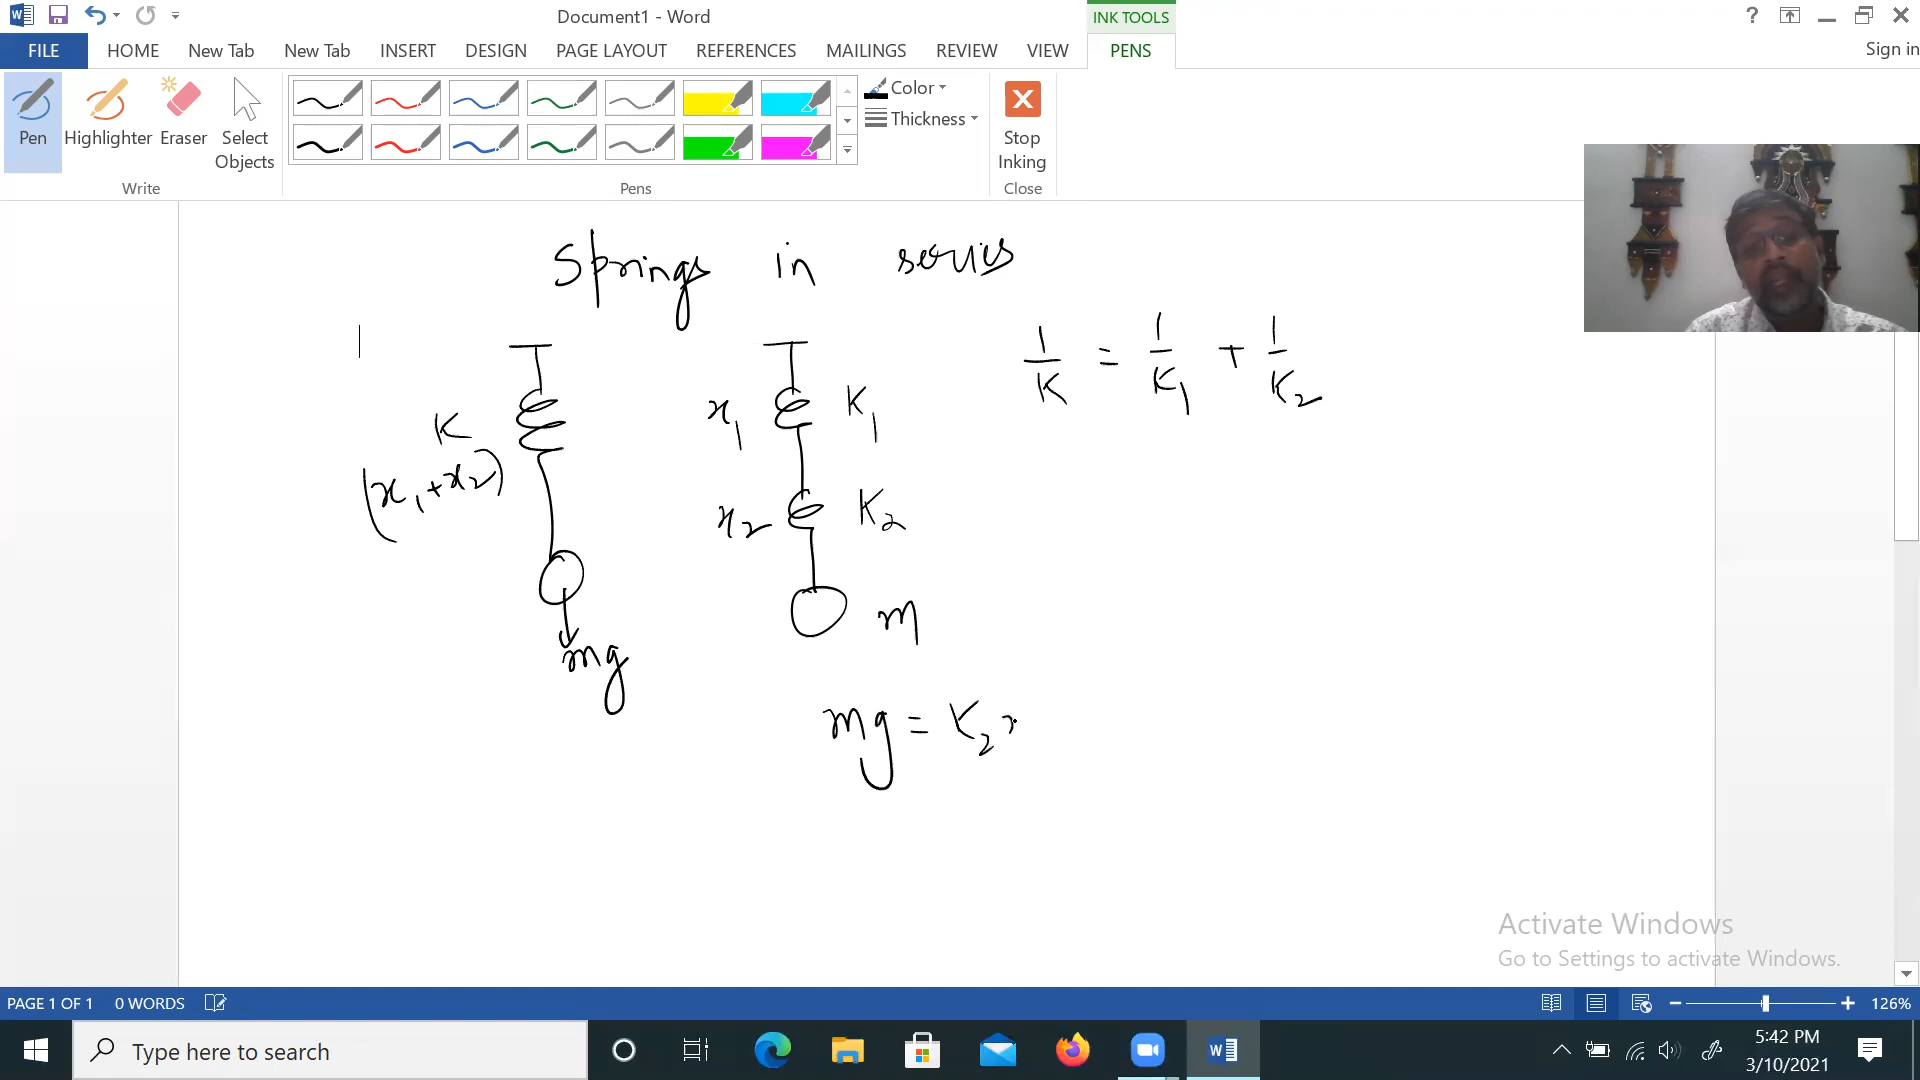 Document1 - Word
INK TOOLS
?
FILE HOME New Tab New Tab INSERT DESIGN PAGE LAYOUT REFERENCES MAILINGS REVIEW VIEW PENS Sign in
Pen Highlighter Eraser Select Objects
Color
Thickness
Stop Inking
Write Pens Close
Springs in series
1/K = 1/K₁ + 1/K₂
K
(x₁+x₂)
x₁ K₁
x₂ K₂
m
mg
mg = K₂
Activate Windows
Go to Settings to activate Windows.
PAGE 1 OF 1 0 WORDS 126%
Type here to search
5:42 PM
3/10/2021